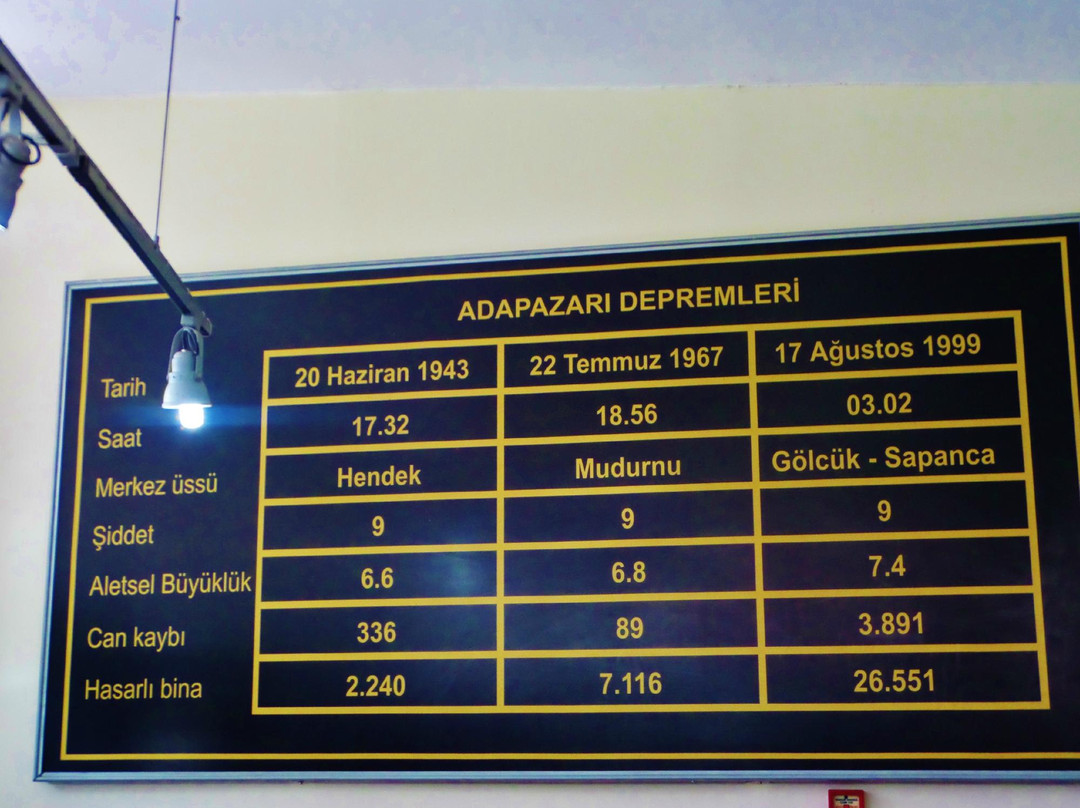 ADAPAZARI DEPREMLERİ
Tarih 20 Haziran 1943 22 Temmuz 1967 17 Ağustos 1999
Saat 17.32 18.56 03.02
Merkez üssü Hendek Mudurnu Gölcük - Sapanca
Şiddet 9 9 9
Aletsel Büyüklük 6.6 6.8 7.4
Can kaybı 336 89 3.891
Hasarlı bina 2.240 7.116 26.551